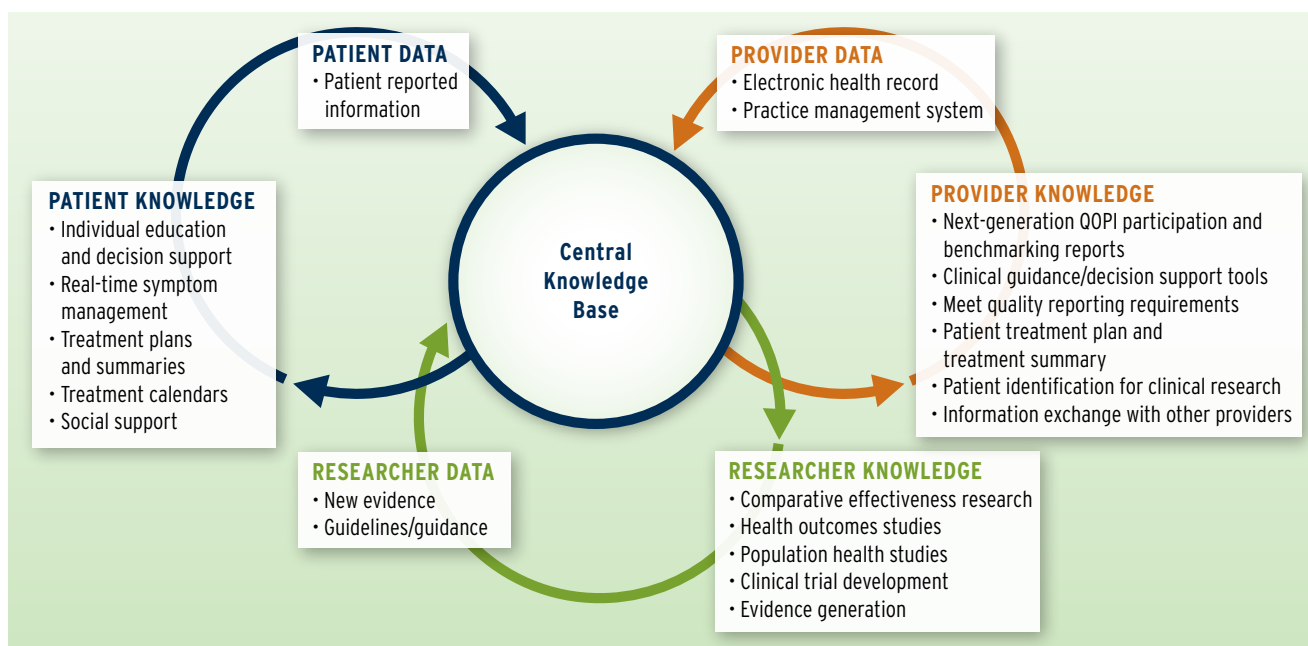 PATIENT DATA
• Patient reported
information
PROVIDER DATA
• Electronic health record
• Practice management system
PATIENT KNOWLEDGE
• Individual education
and decision support
• Real-time symptom
management
• Treatment plans
and summaries
• Treatment calendars
• Social support
Central
Knowledge
Base
PROVIDER KNOWLEDGE
• Next-generation QOPI participation and
benchmarking reports
• Clinical guidance/decision support tools
• Meet quality reporting requirements
• Patient treatment plan and
treatment summary
• Patient identification for clinical research
• Information exchange with other providers
RESEARCHER DATA
• New evidence
• Guidelines/guidance
RESEARCHER KNOWLEDGE
• Comparative effectiveness research
• Health outcomes studies
• Population health studies
• Clinical trial development
• Evidence generation